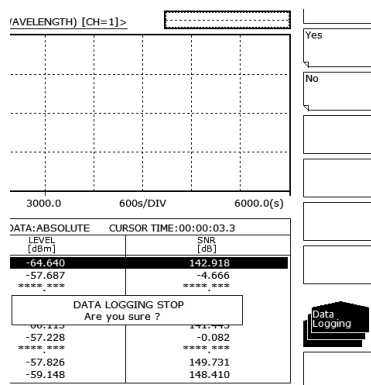 /AVELENGTH) [CH=1]>
Yes
No
3000.0 600s/DIV 6000.0(s)
DATA:ABSOLUTE CURSOR TIME:00:00:03.3
LEVEL SNR
[dBm] [dB]
-64.640 142.918
-57.687 -4.666
****.*** ****.***
DATA LOGGING STOP
Are you sure ?
-57.228 -0.082
****.*** ****.***
-57.826 149.731
-59.148 148.410
Data
Logging